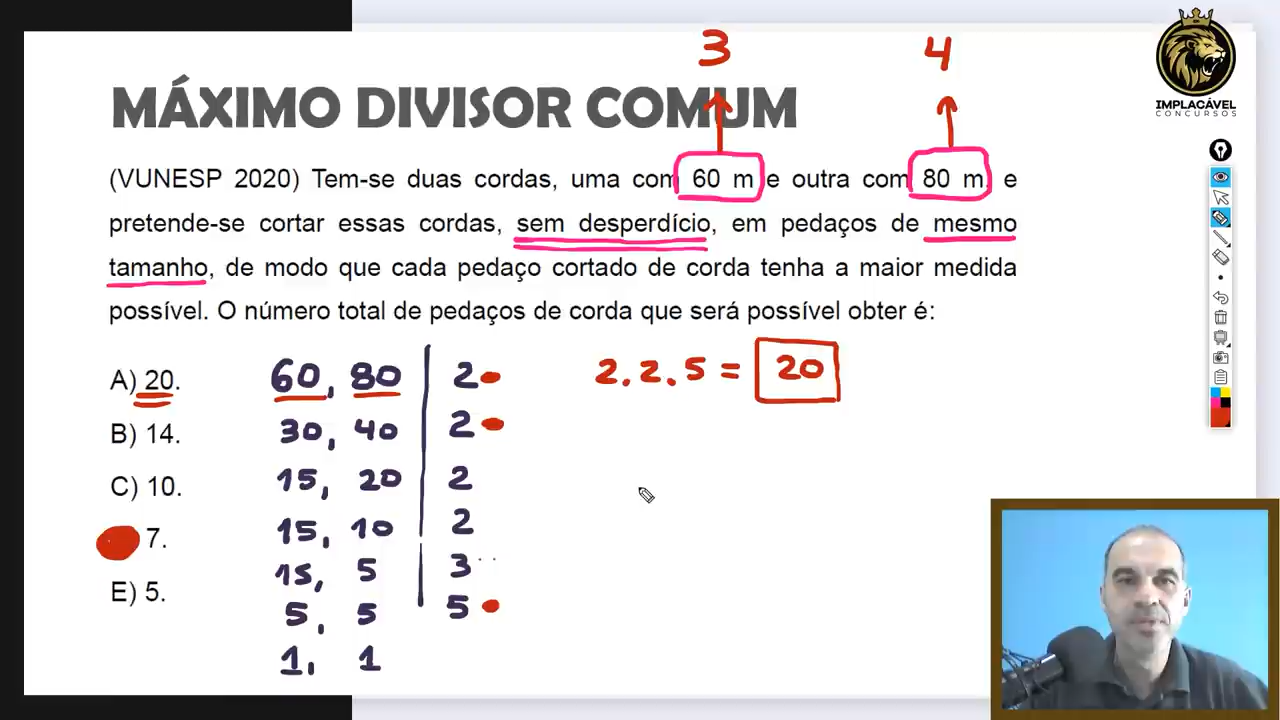 3 4
IMPLACÁVEL
CONCURSOS
MÁXIMO DIVISOR COMUM
(VUNESP 2020) Tem-se duas cordas, uma com 60 m e outra com 80 m, e
pretende-se cortar essas cordas, sem desperdício, em pedaços de mesmo
tamanho, de modo que cada pedaço cortado de corda tenha a maior medida
possível. O número total de pedaços de corda que será possível obter é:
A) 20.
B) 14.
C) 10.
7.
E) 5.
60, 80 | 2
30, 40 | 2
15, 20 | 2
15, 10 | 2
15, 5 | 3
5, 5 | 5
1, 1
2.2.5 = 20